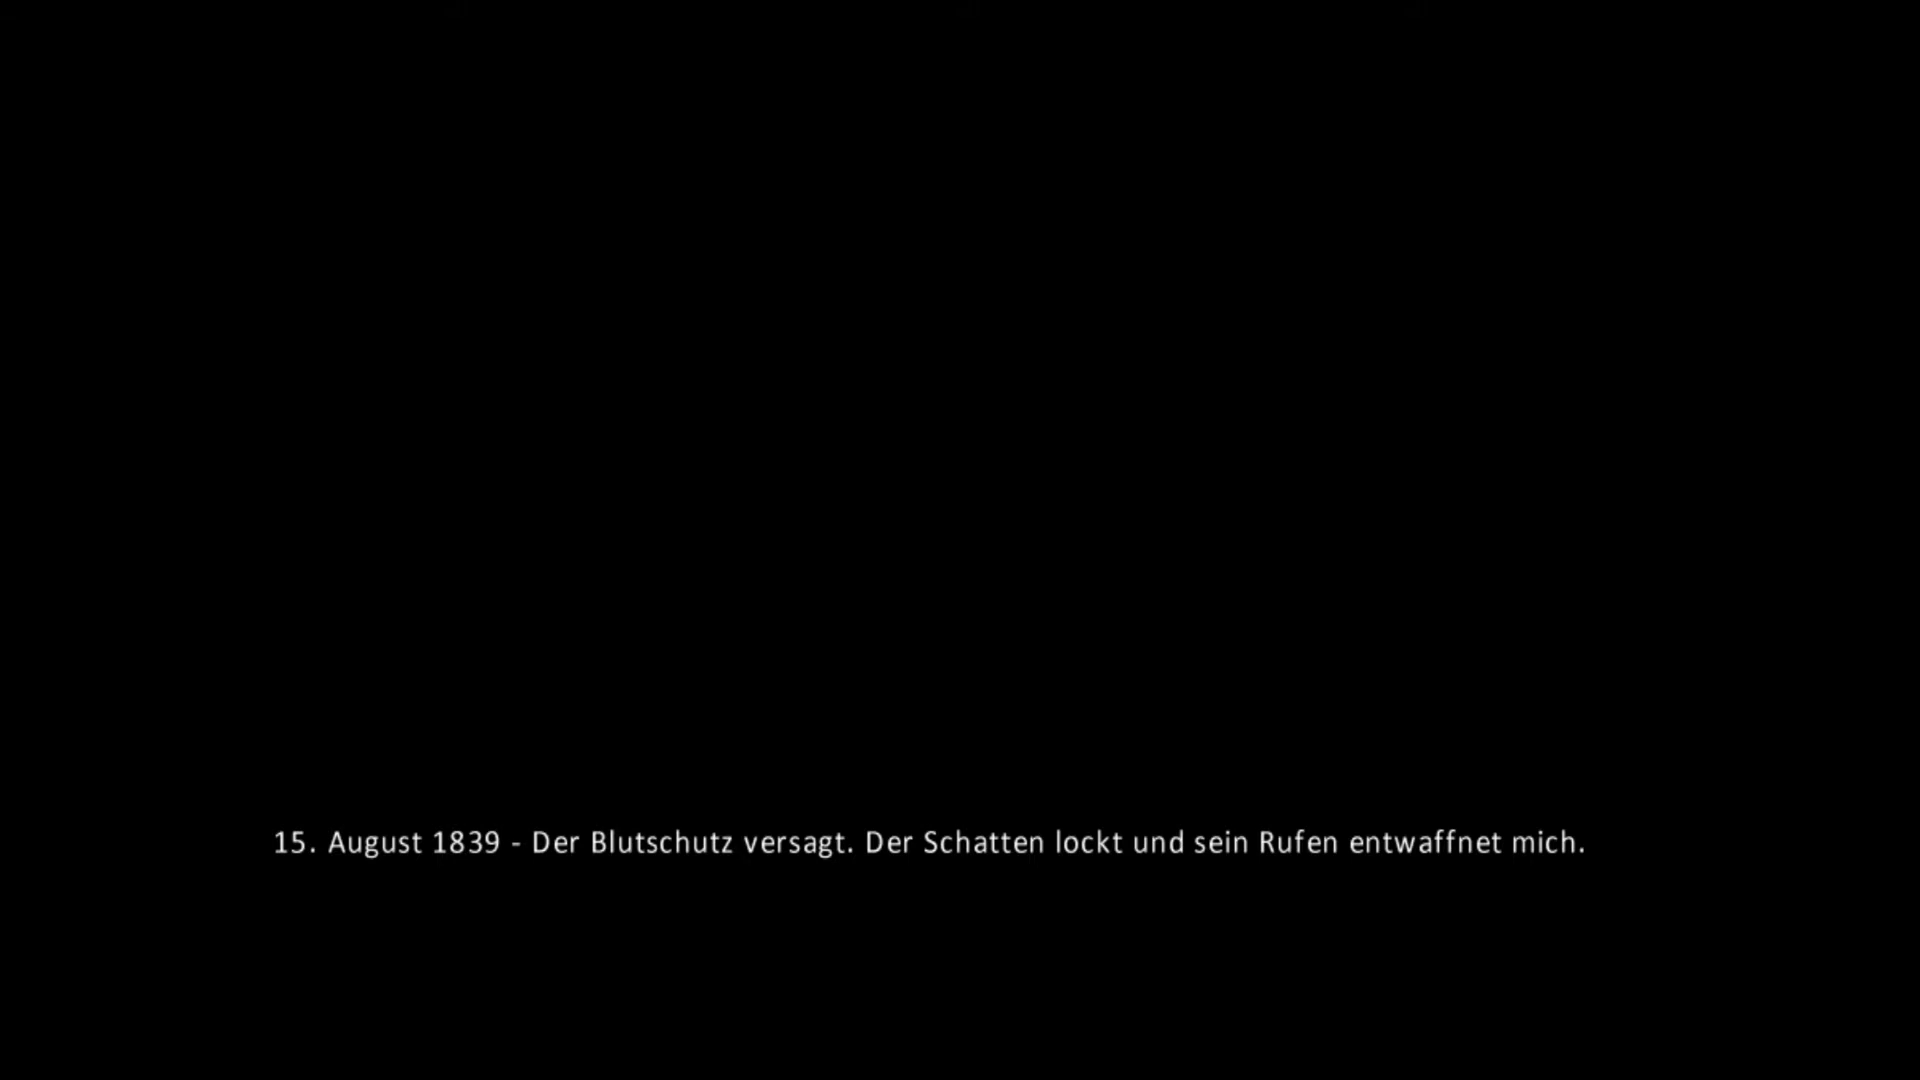 15. August 1839 - Der Blutschutz versagt. Der Schatten lockt und sein Rufen entwaffnet mich.